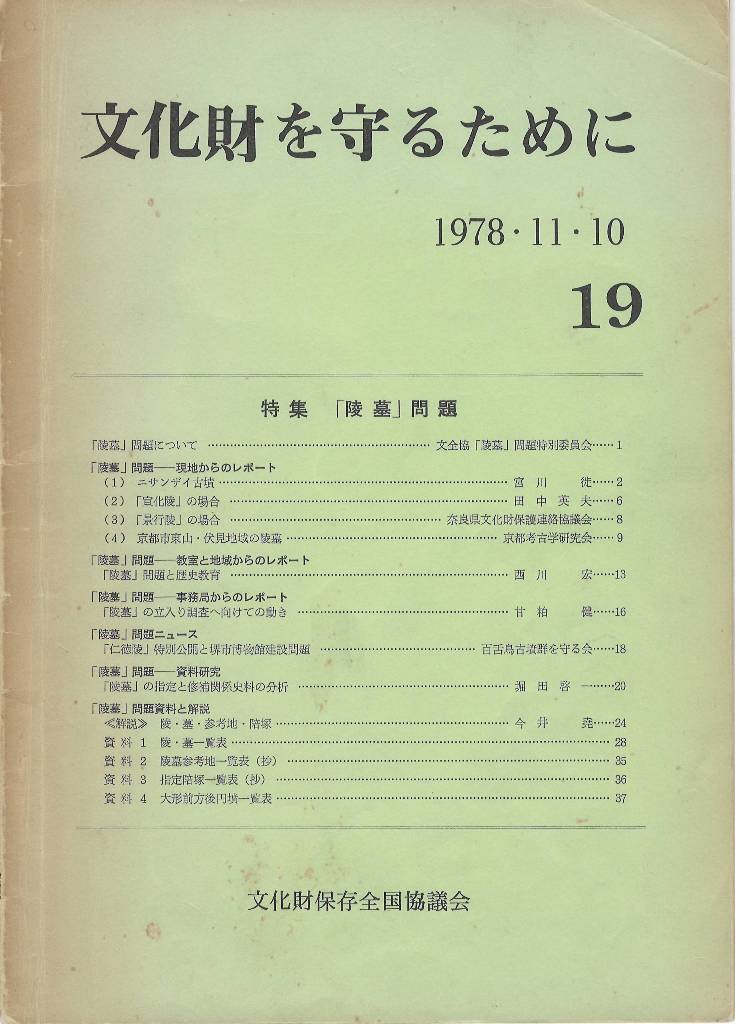 文化財を守るために
1978・11・10
19
特集 「陵墓」問題
「陵墓」問題について ……… 文全協「陵墓」問題特別委員会……1
「陵墓」問題――現地からのレポート
(1) ニサンデイ古墳 ……… 宮川 徙……2
(2) 「宣化陵」の場合 ……… 田中英夫……6
(3) 「景行陵」の場合 ……… 奈良県文化財保護連絡協議会……8
(4) 京都市東山・伏見地域の陵墓 ……… 京都考古学研究会……9
「陵墓」問題――教室と地域からのレポート
「陵墓」問題と歴史教育 ……… 西川 宏……13
「陵墓」問題――事務局からのレポート
「陵墓」の立入り調査へ向けての動き ……… 甘粕 健……16
「陵墓」問題ニュース
「仁徳陵」特別公開と堺市博物館建設問題 ……… 百舌鳥古墳群を守る会……18
「陵墓」問題――資料研究
「陵墓」の指定と修補関係史料の分析 ……… 堀田啓一……20
「陵墓」問題資料と解説
≪解説≫ 陵・墓・参考地・陪塚 ……… 今井 堯……24
資料1 陵・墓一覧表 ……… 28
資料2 陵墓参考地一覧表(抄) ……… 35
資料3 指定陪塚一覧表(抄) ……… 36
資料4 大形前方後円墳一覧表 ……… 37
文化財保存全国協議会